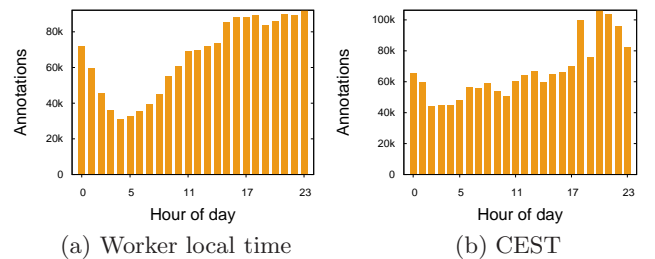 Annotations
80k
60k
40k
20k
0
0 5 11 17 23
Hour of day
(a) Worker local time
Annotations
100k
80k
60k
40k
20k
0
0 5 11 17 23
Hour of day
(b) CEST